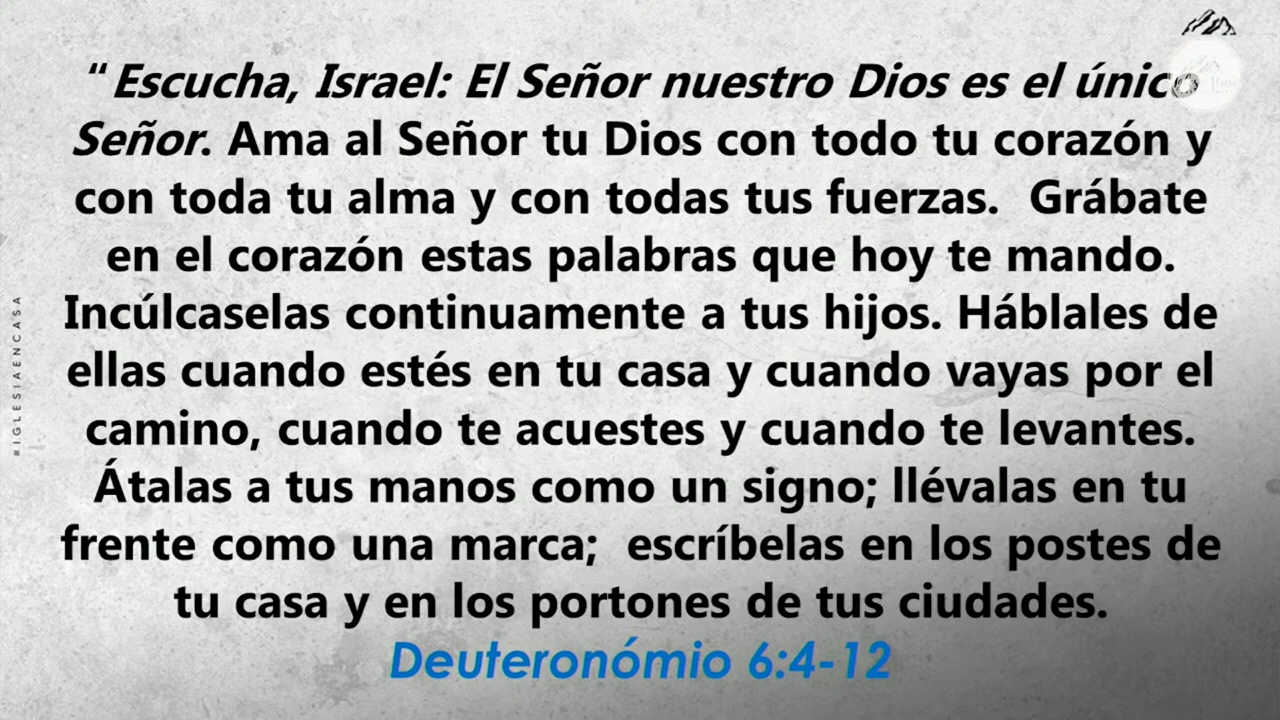 “Escucha, Israel: El Señor nuestro Dios es el único
Señor. Ama al Señor tu Dios con todo tu corazón y
con toda tu alma y con todas tus fuerzas. Grábate
en el corazón estas palabras que hoy te mando.
Incúlcaselas continuamente a tus hijos. Háblales de
ellas cuando estés en tu casa y cuando vayas por el
camino, cuando te acuestes y cuando te levantes.
Átalas a tus manos como un signo; llévalas en tu
frente como una marca; escríbelas en los postes de
tu casa y en los portones de tus ciudades.
Deuteronómio 6:4-12
#IGLESIAENCASA